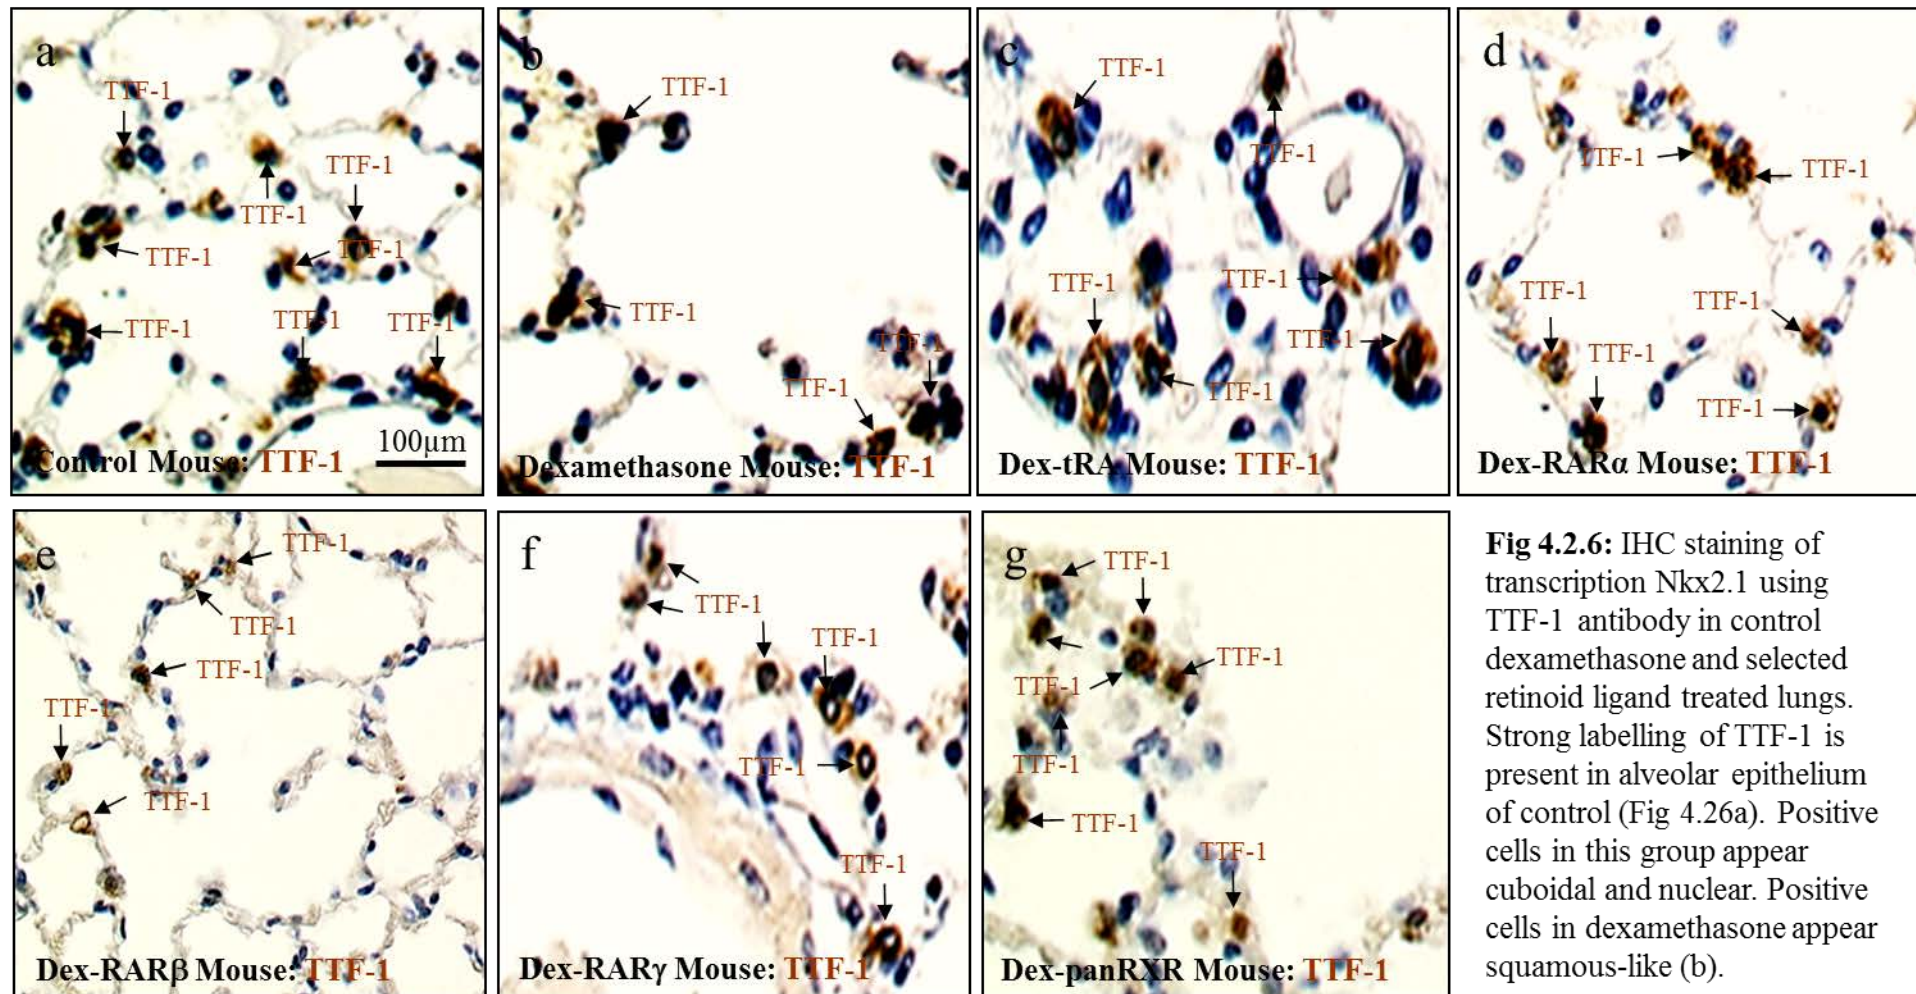 a
TTF-1
TTF-1
TTF-1
TTF-1
TTF-1
TTF-1
TTF-1
TTF-1
100µm
Control Mouse: TTF-1
b
TTF-1
TTF-1
TTF-1
TTF-1
Dexamethasone Mouse: TTF-1
c
TTF-1
TTF-1
TTF-1
TTF-1
TTF-1
Dex-tRA Mouse: TTF-1
d
TTF-1
TTF-1
TTF-1
TTF-1
TTF-1
TTF-1
Dex-RARα Mouse: TTF-1
e
TTF-1
TTF-1
TTF-1
TTF-1
TTF-1
Dex-RARβ Mouse: TTF-1
f
TTF-1
TTF-1
TTF-1
TTF-1
Dex-RARγ Mouse: TTF-1
g
TTF-1
TTF-1
TTF-1
TTF-1
TTF-1
TTF-1
Dex-panRXR Mouse: TTF-1
Fig 4.2.6: IHC staining of
transcription Nkx2.1 using
TTF-1 antibody in control
dexamethasone and selected
retinoid ligand treated lungs.
Strong labelling of TTF-1 is
present in alveolar epithelium
of control (Fig 4.26a). Positive
cells in this group appear
cuboidal and nuclear. Positive
cells in dexamethasone appear
squamous-like (b).